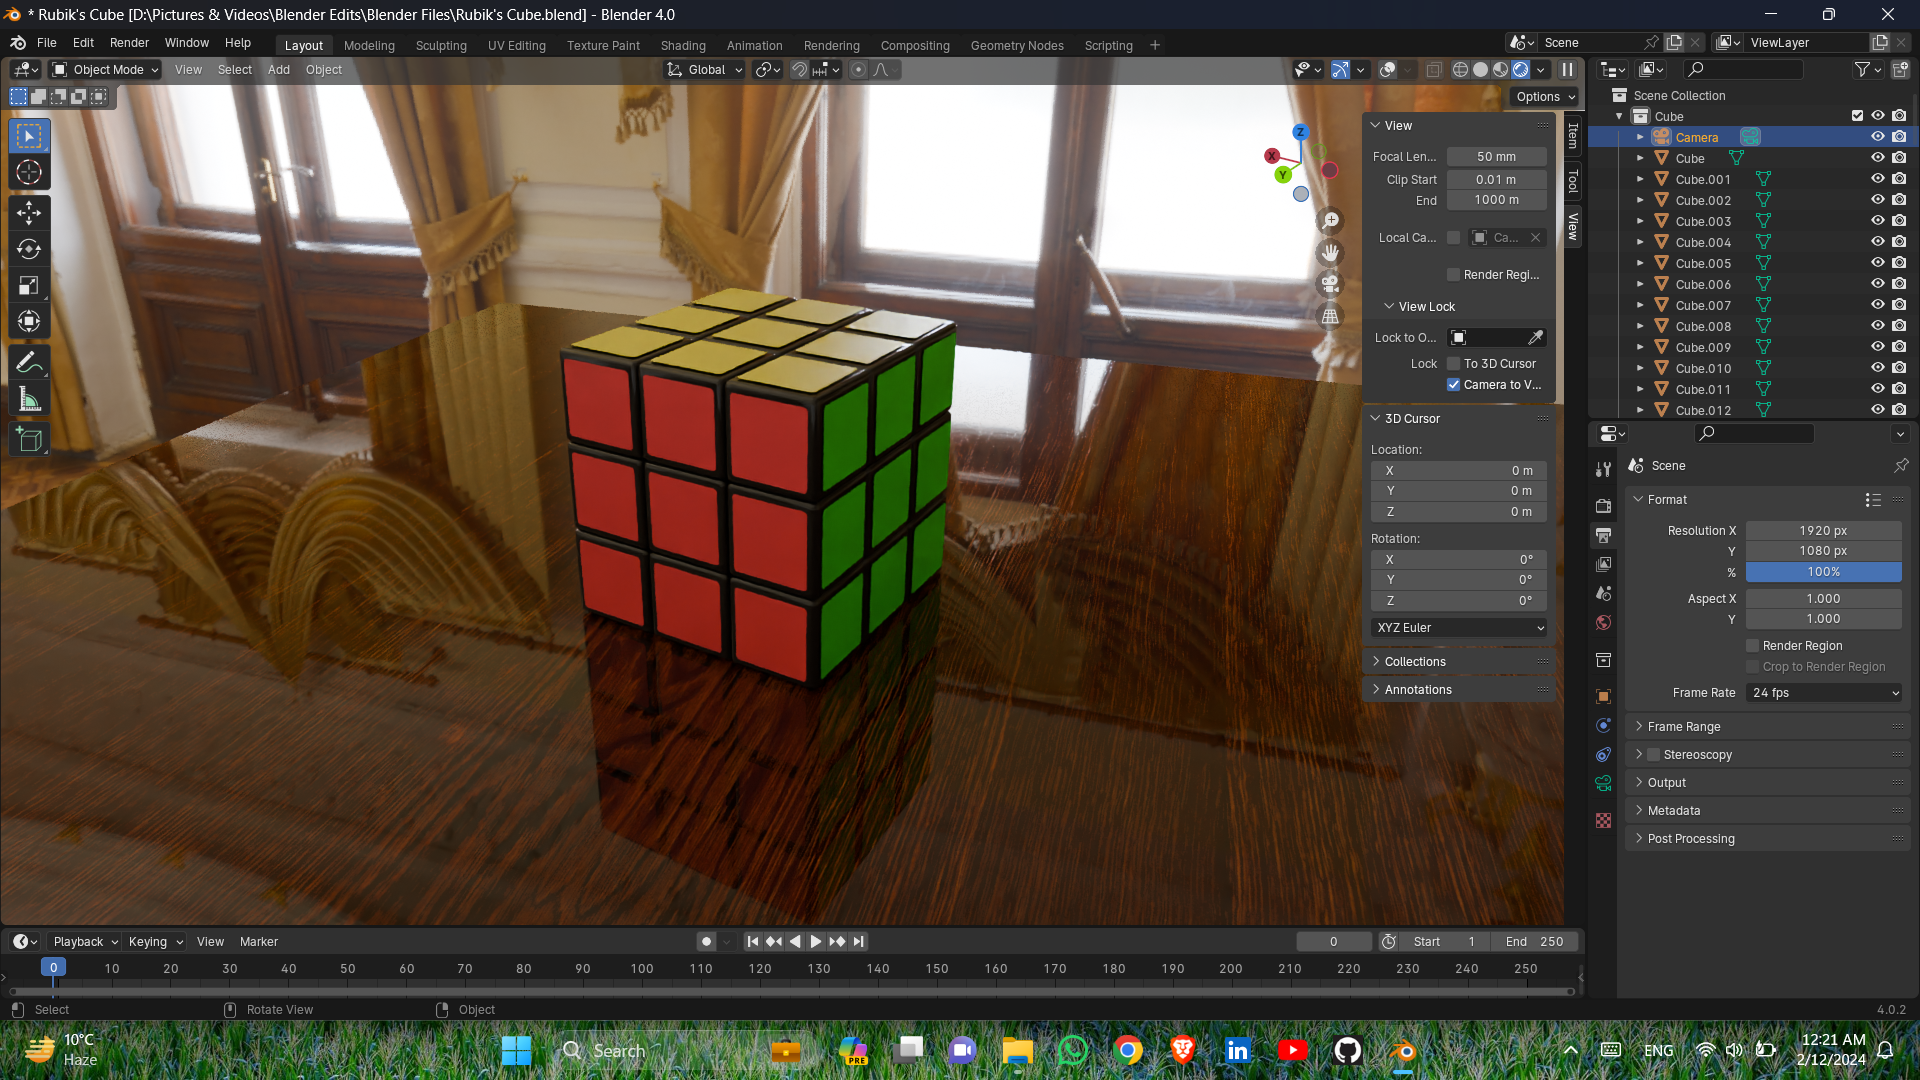 * Rubik's Cube [D:\Pictures & Videos\Blender Edits\Blender Files\Rubik's Cube.blend] - Blender 4.0
File Edit Render Window Help Layout Modeling Sculpting UV Editing Texture Paint Shading Animation Rendering Compositing Geometry Nodes Scripting + Scene ViewLayer
Object Mode View Select Add Object Global
Options
Z
X
Y
View
Focal Len... 50 mm
Clip Start 0.01 m
End 1000 m
Local Ca... Ca...
Render Regi...
View Lock
Lock to O...
Lock To 3D Cursor
Camera to V...
3D Cursor
Location:
X 0 m
Y 0 m
Z 0 m
Rotation:
X 0°
Y 0°
Z 0°
XYZ Euler
Collections
Annotations
Item
Tool
View
Scene Collection
Cube
Camera
Cube
Cube.001
Cube.002
Cube.003
Cube.004
Cube.005
Cube.006
Cube.007
Cube.008
Cube.009
Cube.010
Cube.011
Cube.012
Scene
Format
Resolution X 1920 px
Y 1080 px
% 100%
Aspect X 1.000
Y 1.000
Render Region
Crop to Render Region
Frame Rate 24 fps
Frame Range
Stereoscopy
Output
Metadata
Post Processing
Playback Keying View Marker 0 Start 1 End 250
0 10 20 30 40 50 60 70 80 90 100 110 120 130 140 150 160 170 180 190 200 210 220 230 240 250
Select Rotate View Object 4.0.2
10°C
Haze
Search
PRE
in
ENG
12:21 AM
2/12/2024